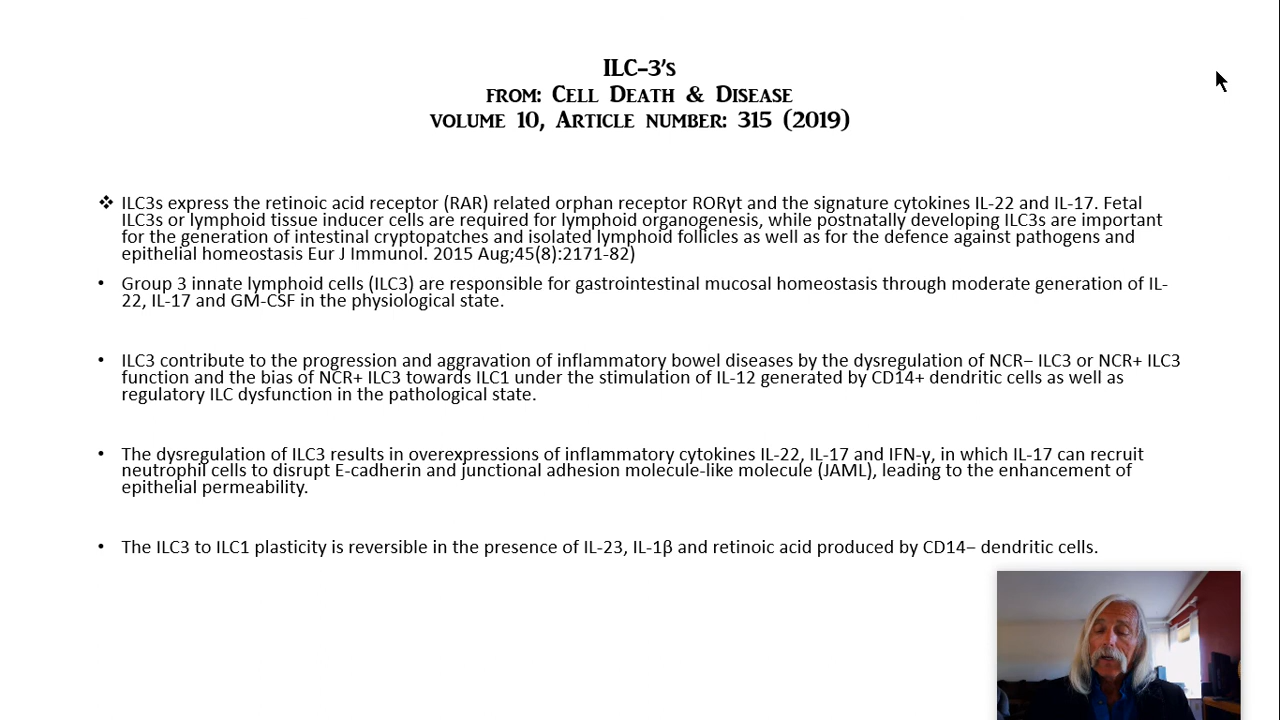 ILC-3's
from: Cell Death & Disease
volume 10, Article number: 315 (2019)
❖ ILC3s express the retinoic acid receptor (RAR) related orphan receptor RORγt and the signature cytokines IL-22 and IL-17. Fetal
ILC3s or lymphoid tissue inducer cells are required for lymphoid organogenesis, while postnatally developing ILC3s are important
for the generation of intestinal cryptopatches and isolated lymphoid follicles as well as for the defence against pathogens and
epithelial homeostasis Eur J Immunol. 2015 Aug;45(8):2171-82)
• Group 3 innate lymphoid cells (ILC3) are responsible for gastrointestinal mucosal homeostasis through moderate generation of IL-
22, IL-17 and GM-CSF in the physiological state.
• ILC3 contribute to the progression and aggravation of inflammatory bowel diseases by the dysregulation of NCR− ILC3 or NCR+ ILC3
function and the bias of NCR+ ILC3 towards ILC1 under the stimulation of IL-12 generated by CD14+ dendritic cells as well as
regulatory ILC dysfunction in the pathological state.
• The dysregulation of ILC3 results in overexpressions of inflammatory cytokines IL-22, IL-17 and IFN-γ, in which IL-17 can recruit
neutrophil cells to disrupt E-cadherin and junctional adhesion molecule-like molecule (JAML), leading to the enhancement of
epithelial permeability.
• The ILC3 to ILC1 plasticity is reversible in the presence of IL-23, IL-1β and retinoic acid produced by CD14− dendritic cells.